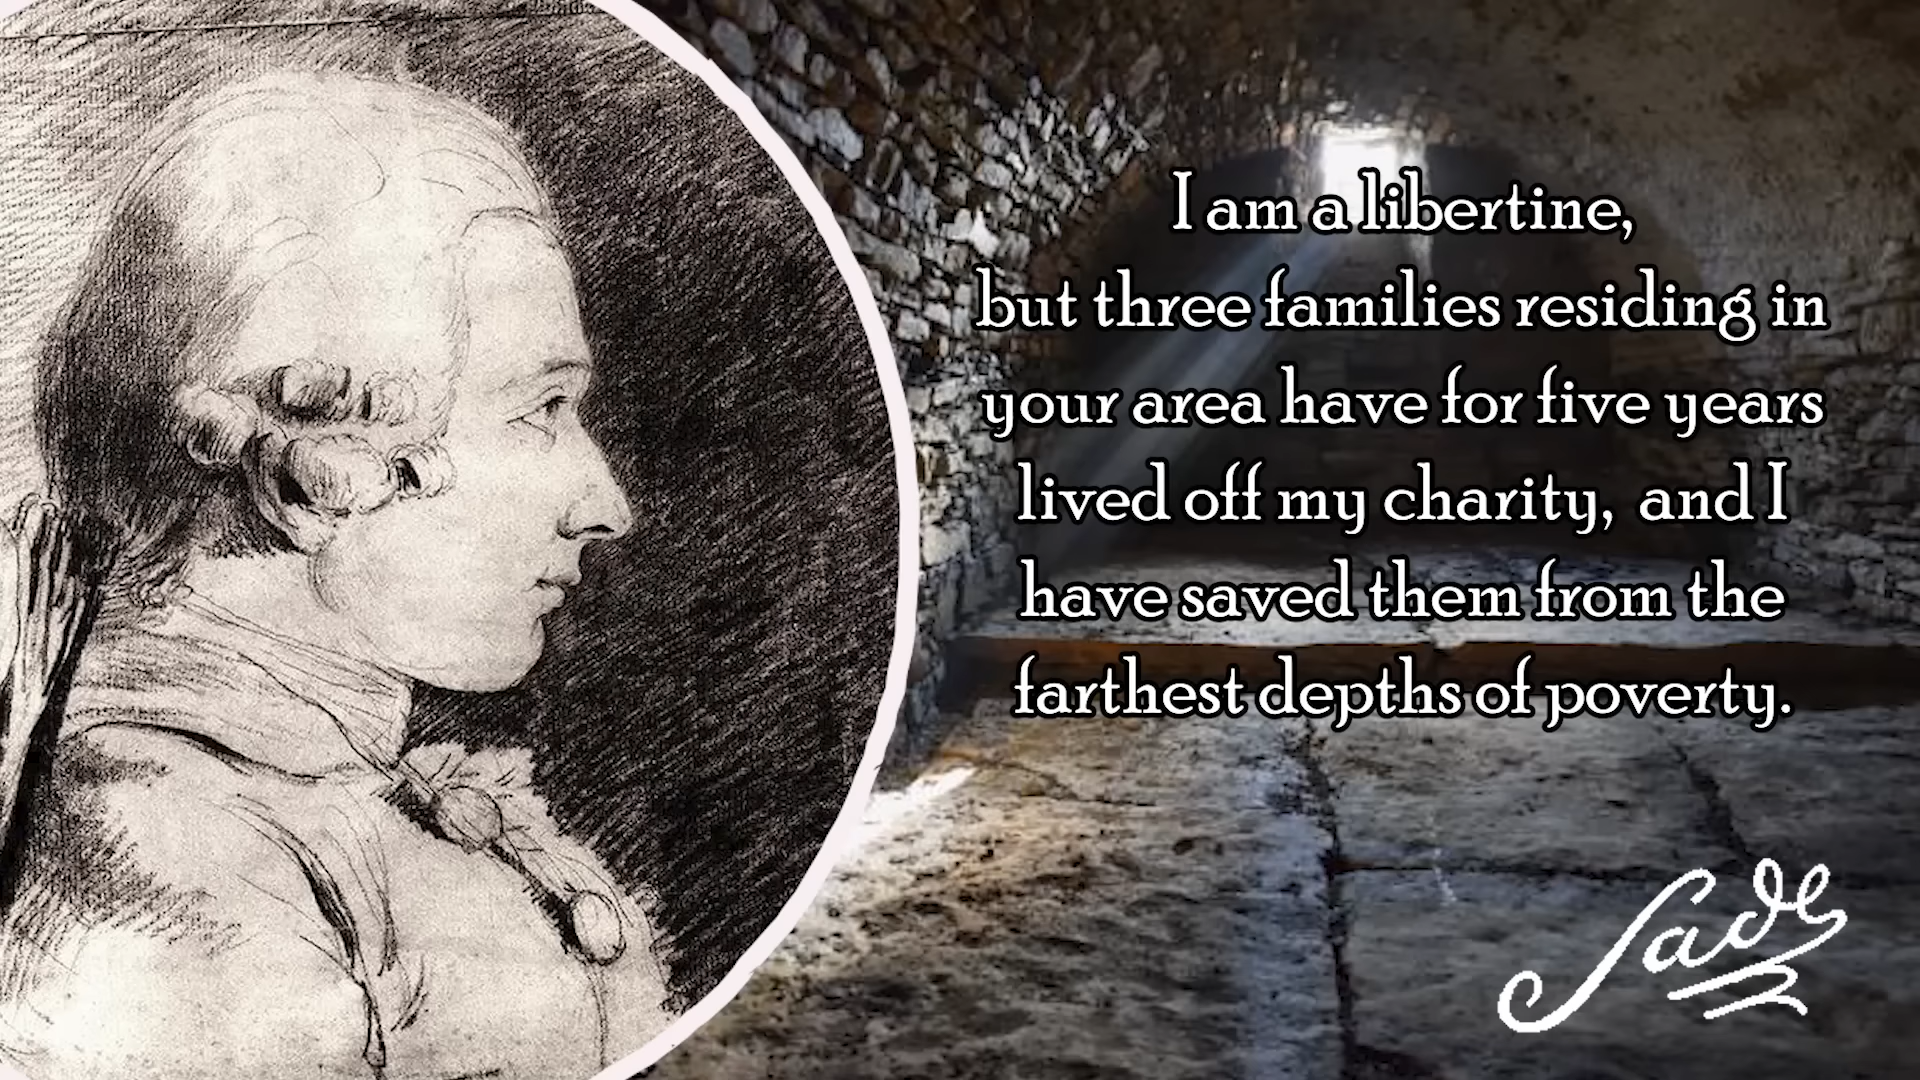 I am a libertine,
but three families residing in
your area have for five years
lived off my charity, and I
have saved them from the
farthest depths of poverty.
Sade